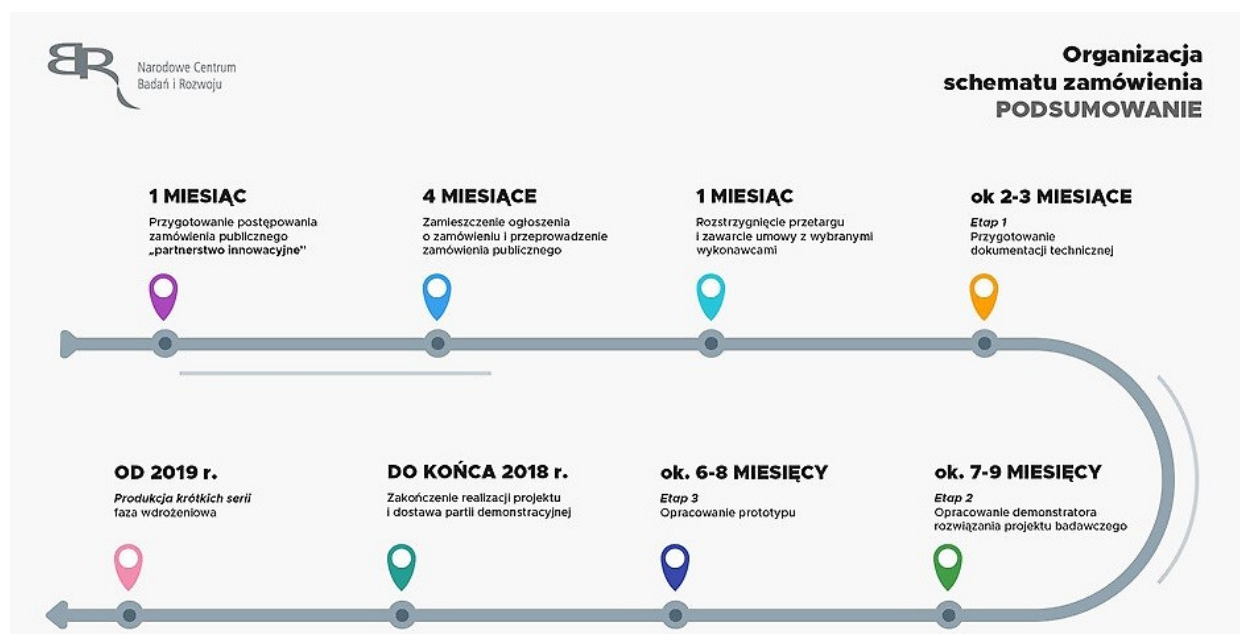 BR
Narodowe Centrum
Badań i Rozwoju
Organizacja
schematu zamówienia
PODSUMOWANIE
1 MIESIĄC
Przygotowanie postępowania
zamówienia publicznego
„partnerstwo innowacyjne”
4 MIESIĄCE
Zamieszczenie ogłoszenia
o zamówieniu i przeprowadzenie
zamówienia publicznego
1 MIESIĄC
Rozstrzygnięcie przetargu
i zawarcie umowy z wybranymi
wykonawcami
ok 2-3 MIESIĄCE
Etap 1
Przygotowanie
dokumentacji technicznej
OD 2019 r.
Produkcja krótkich serii
faza wdrożeniowa
DO KOŃCA 2018 r.
Zakończenie realizacji projektu
i dostawa partii demonstracyjnej
ok. 6-8 MIESIĘCY
Etap 3
Opracowanie prototypu
ok. 7-9 MIESIĘCY
Etap 2
Opracowanie demonstratora
rozwiązania projektu badawczego